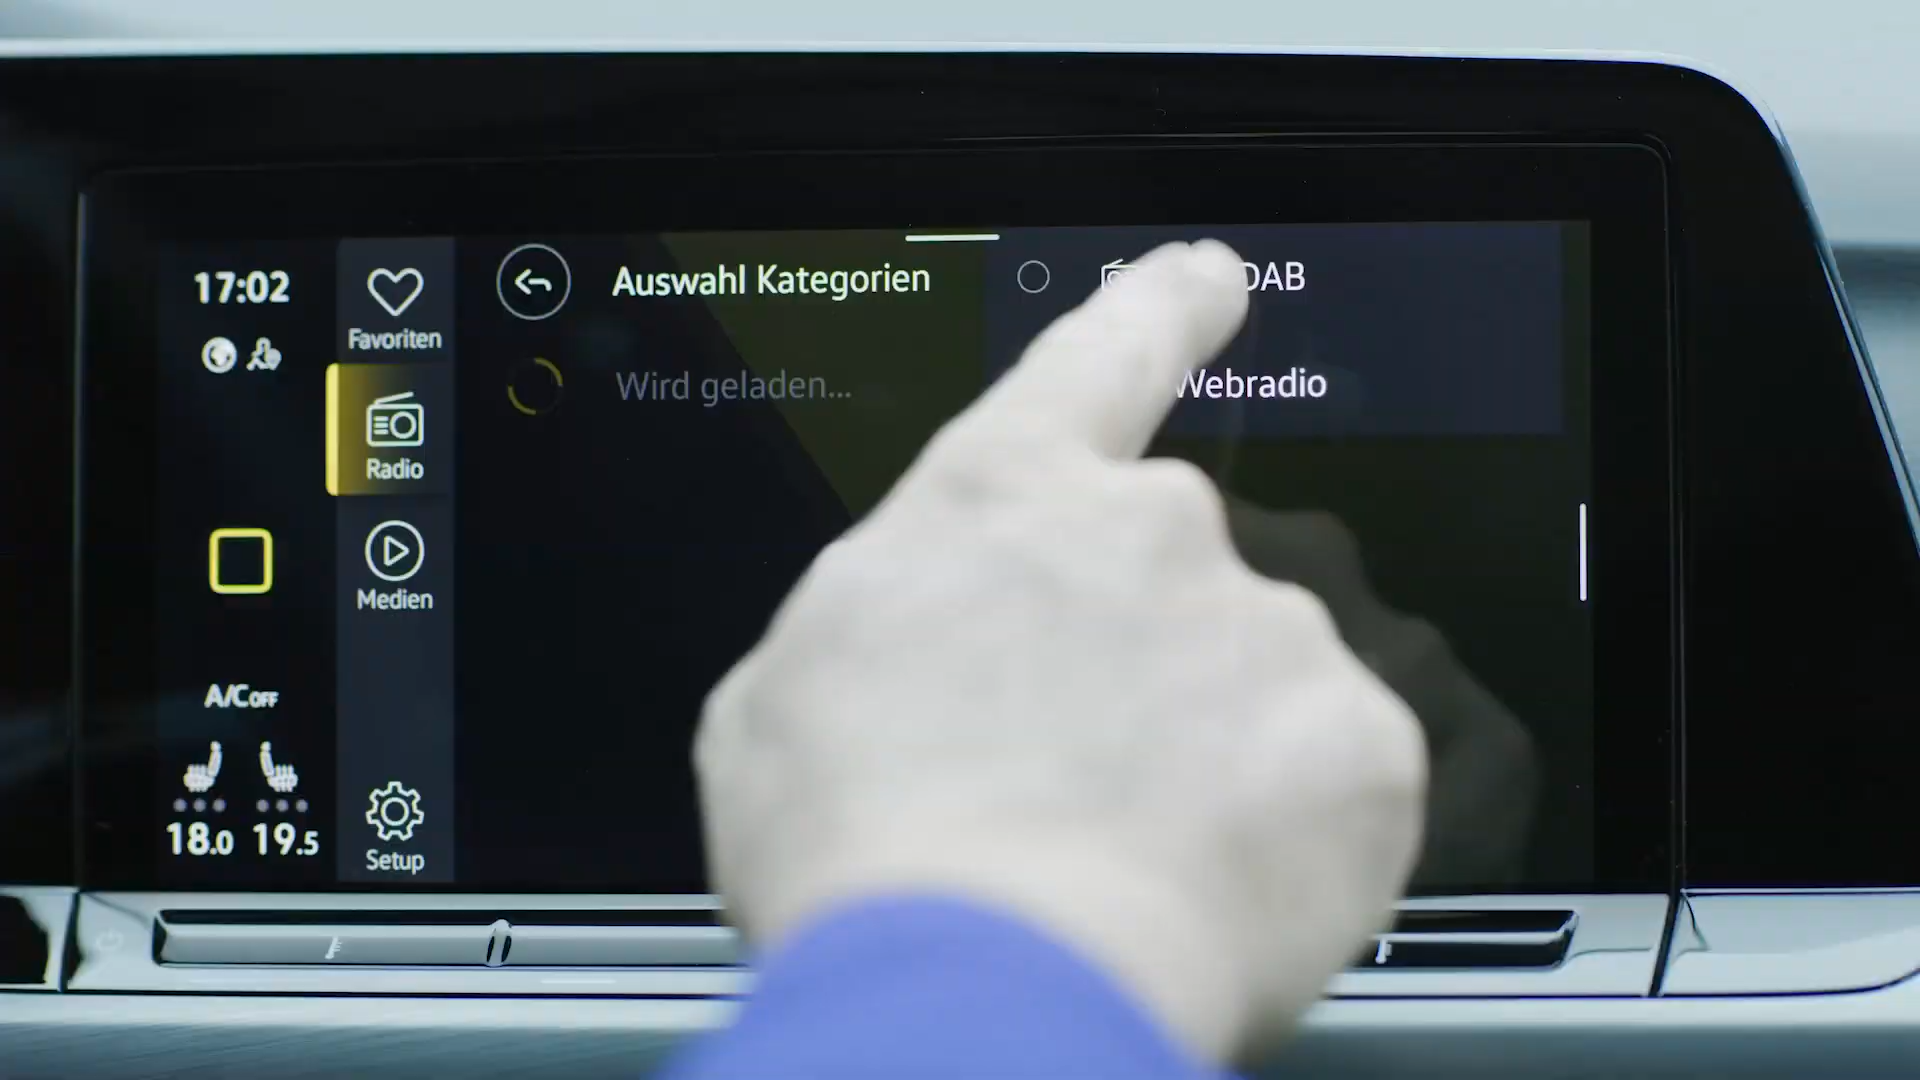 17:02
Favoriten
Radio
Medien
Setup
A/C OFF
18.0 19.5
Auswahl Kategorien
Wird geladen...
DAB
Webradio